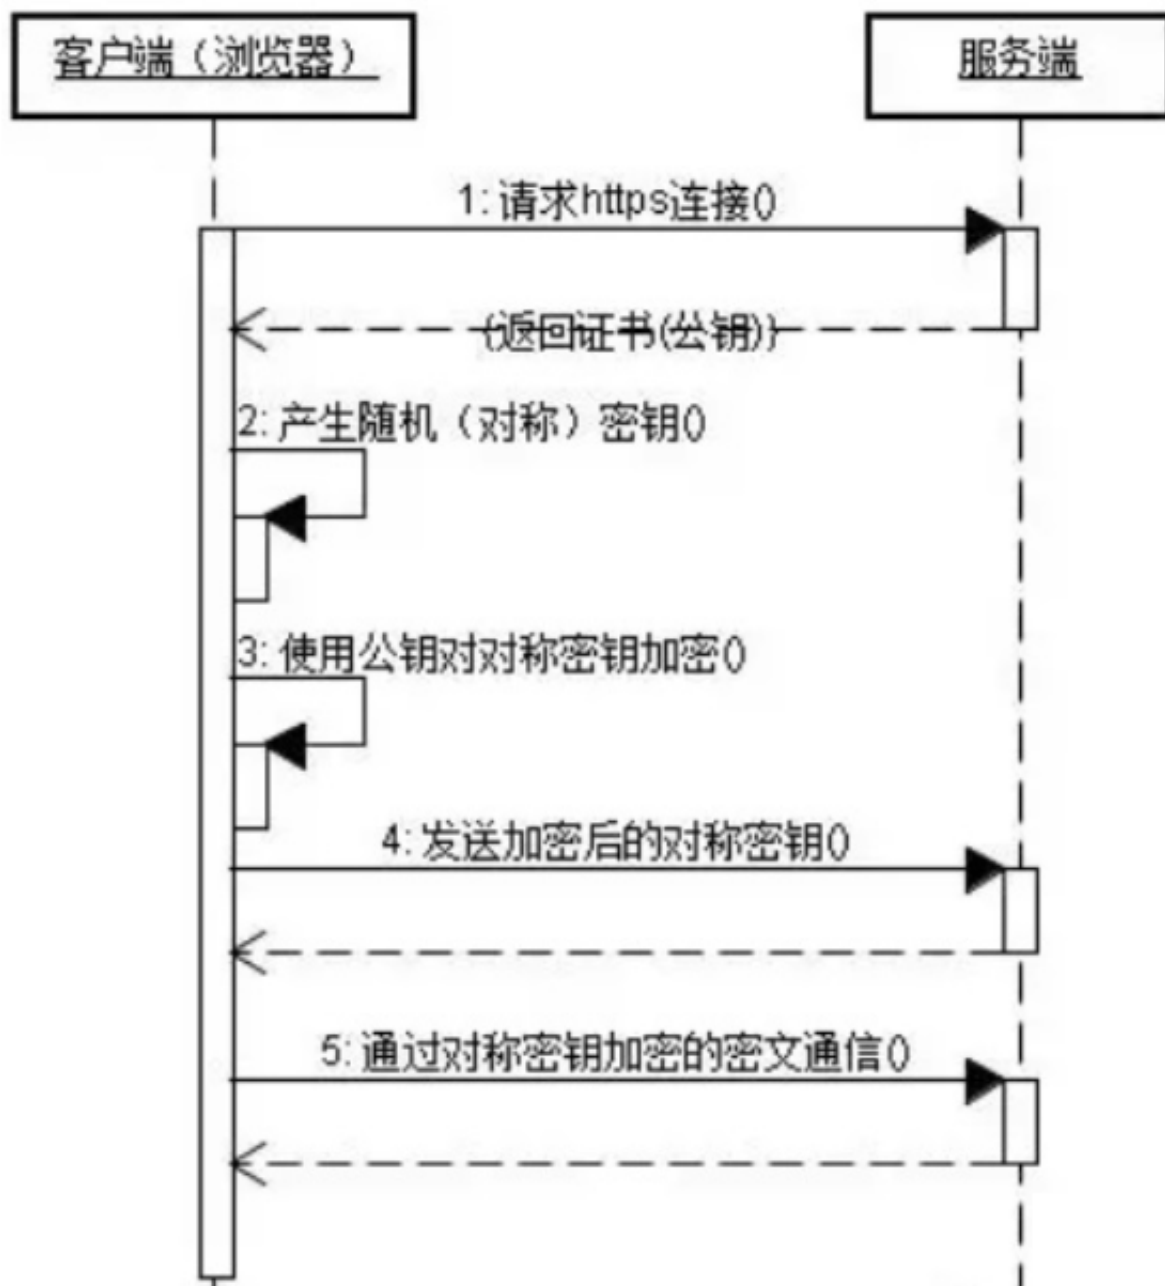 客户端（浏览器）
服务端
1: 请求https连接()
{返回证书(公钥)}
2: 产生随机（对称）密钥()
3: 使用公钥对对称密钥加密()
4: 发送加密后的对称密钥()
5: 通过对称密钥加密的密文通信()